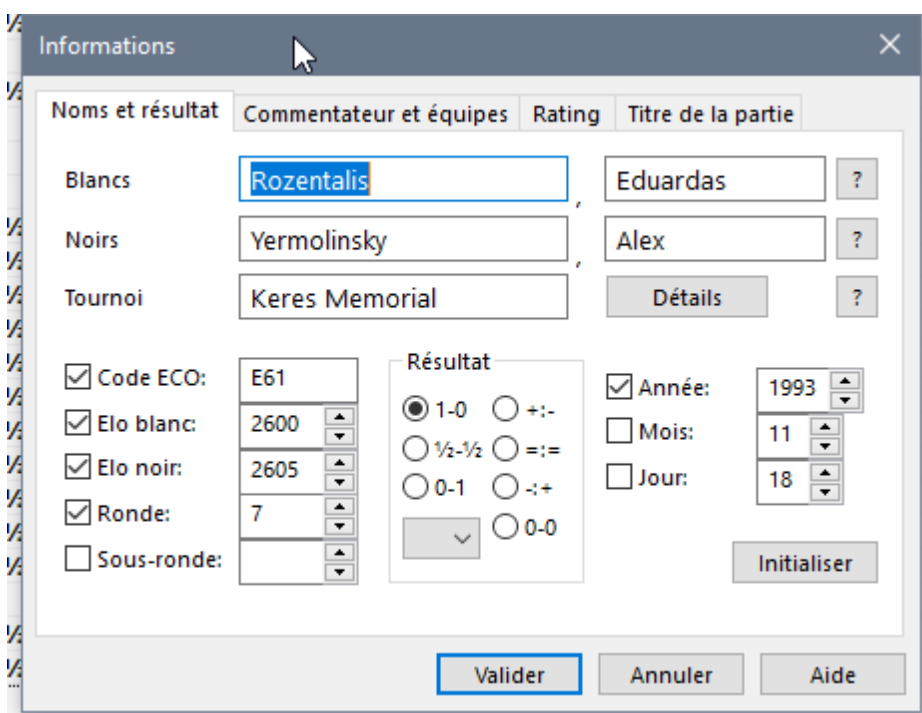 Informations
Noms et résultat Commentateur et équipes Rating Titre de la partie
Blancs Rozentalis , Eduardas ?
Noirs Yermolinsky , Alex ?
Tournoi Keres Memorial Détails ?
Résultat
Code ECO: E61 1-0 +:- Année: 1993
Elo blanc: 2600 ½-½ =:= Mois: 11
Elo noir: 2605 0-1 -:+ Jour: 18
Ronde: 7 0-0
Sous-ronde: Initialiser
Valider Annuler Aide